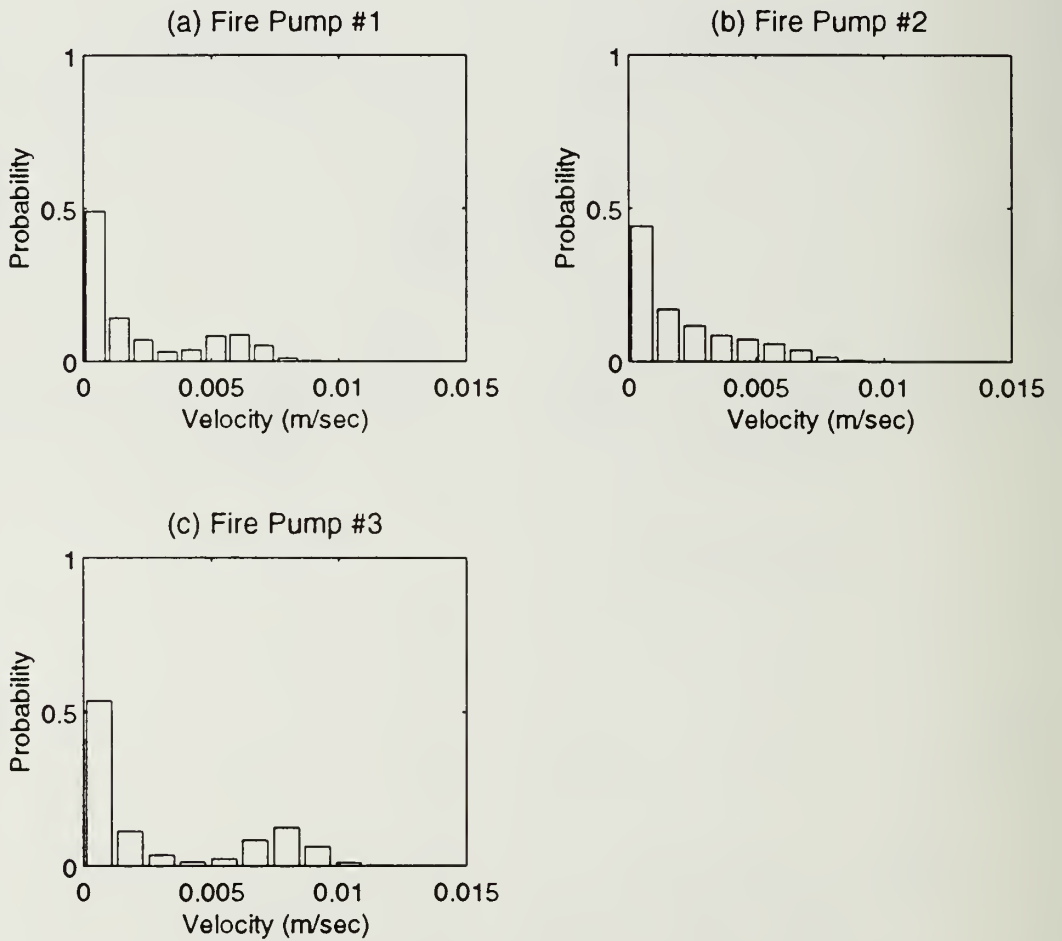 (a) Fire Pump #1
1
0.5
0
Probability
0 0.005 0.01 0.015
Velocity (m/sec)
(b) Fire Pump #2
1
0.5
0
Probability
0 0.005 0.01 0.015
Velocity (m/sec)
(c) Fire Pump #3
1
0.5
0
Probability
0 0.005 0.01 0.015
Velocity (m/sec)